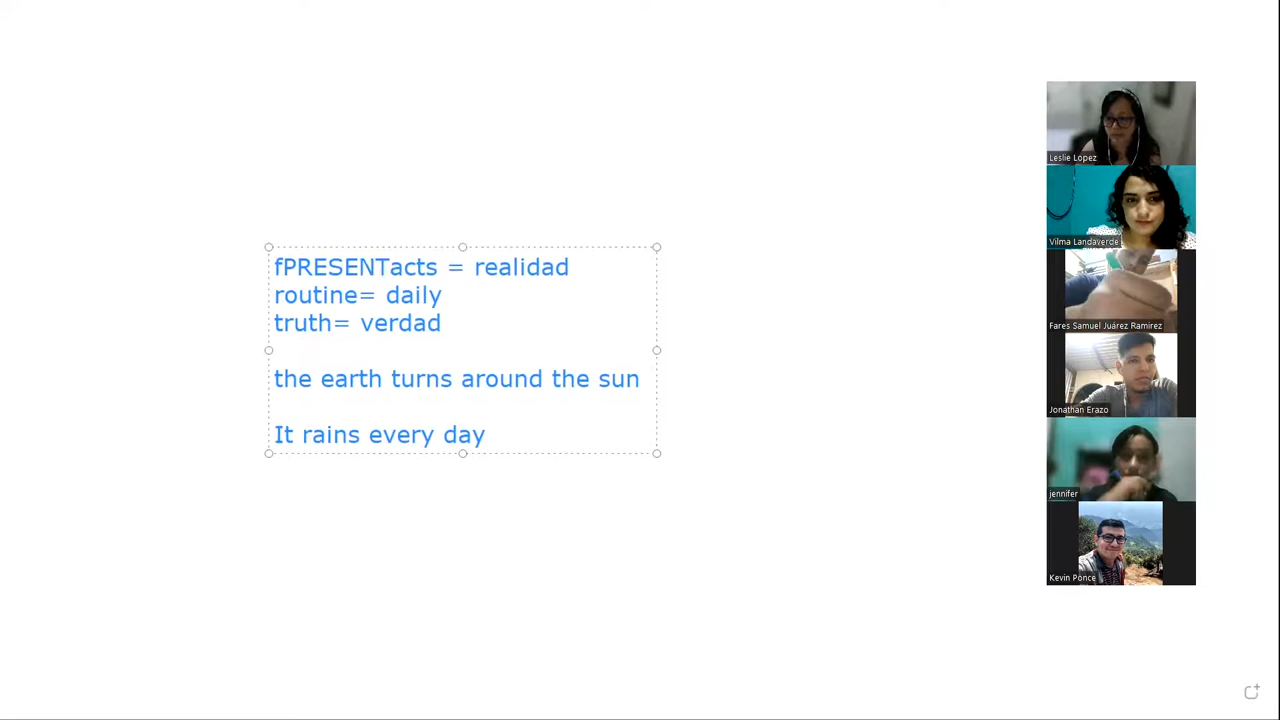 fPRESENTacts = realidad
routine= daily
truth= verdad
the earth turns around the sun
It rains every day
Leslie Lopez
Vilma Landaverde
Fares Samuel Juárez Ramirez
Jonathan Erazo
jennifer
Kevin Ponce